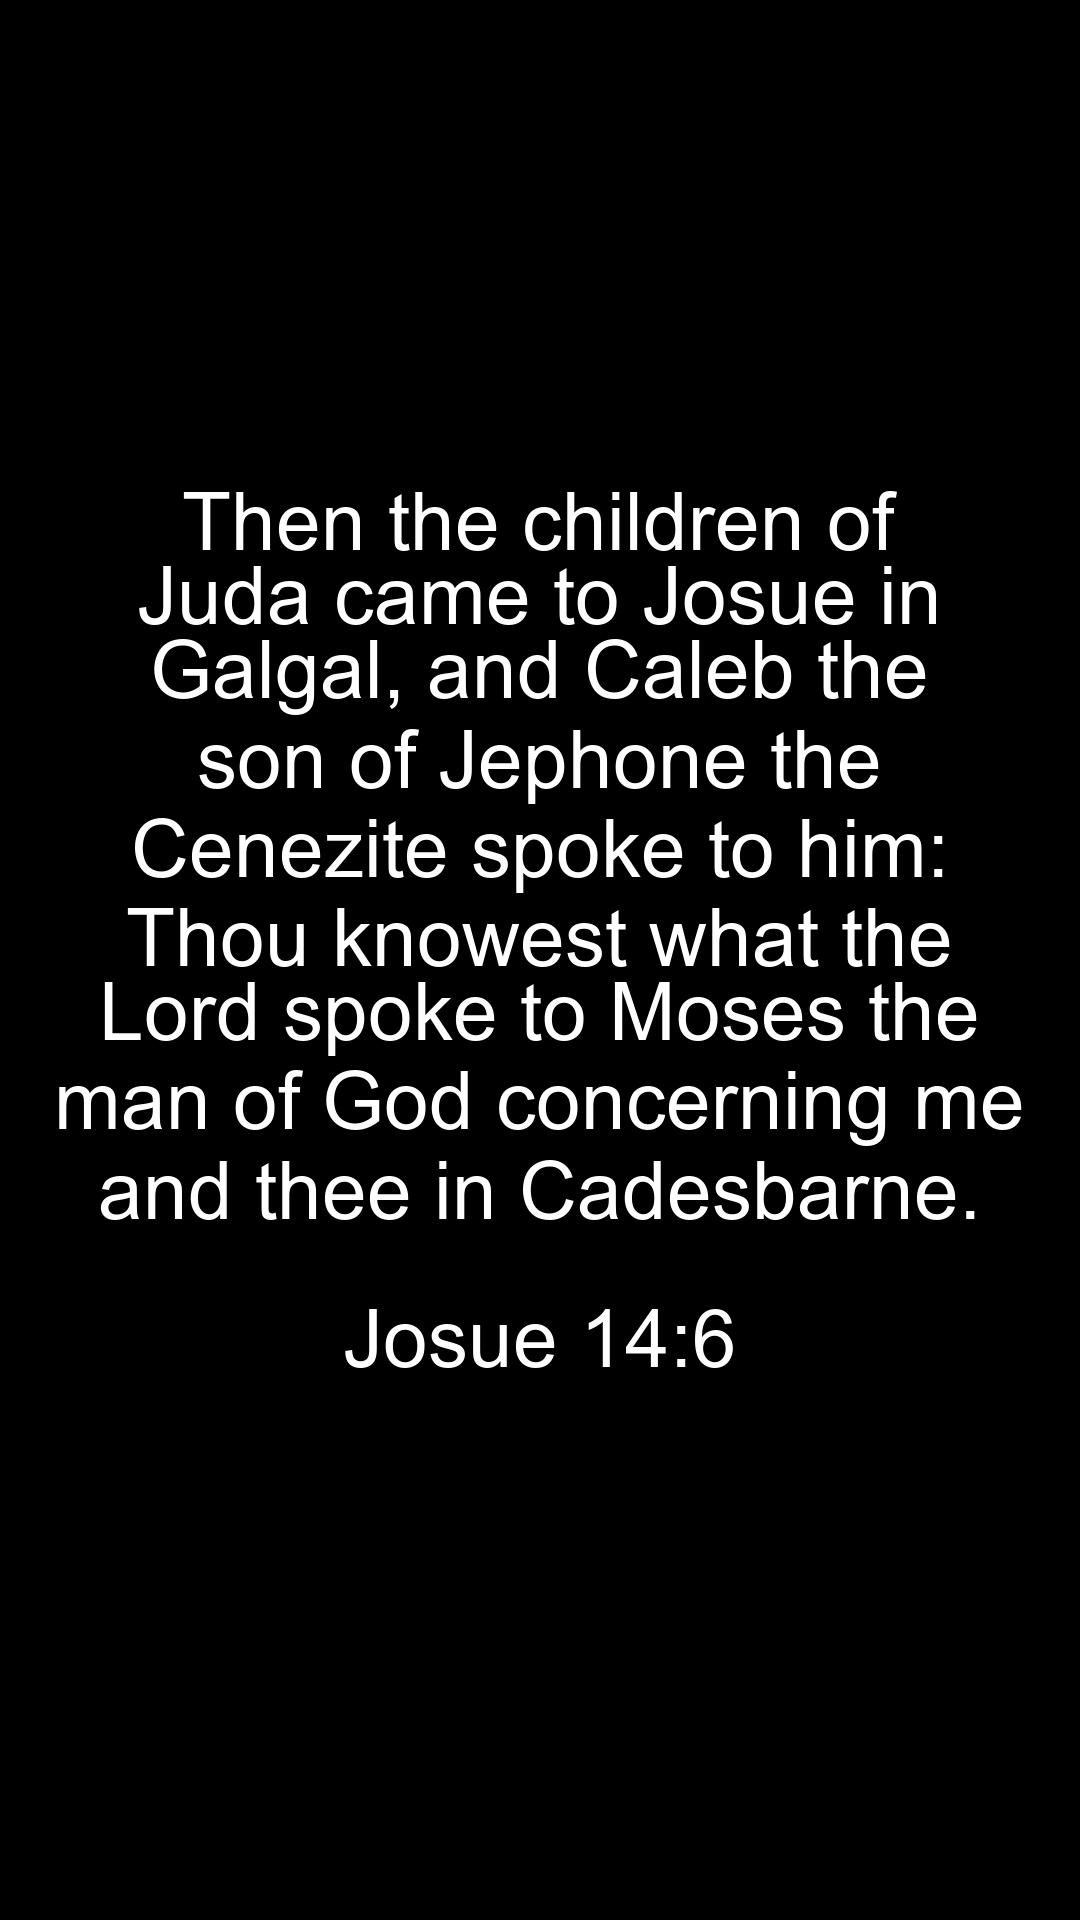 Then the children of
Juda came to Josue in
Galgal, and Caleb the
son of Jephone the
Cenezite spoke to him:
Thou knowest what the
Lord spoke to Moses the
man of God concerning me
and thee in Cadesbarne.
Josue 14:6